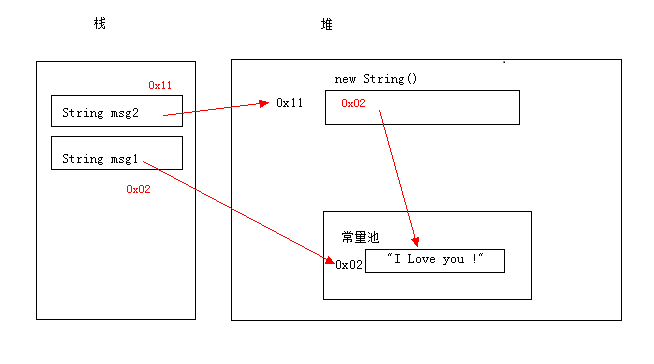 栈
堆
0x11
String msg2
String msg1
0x02
new String()
0x11
0x02
常量池
0x02
"I Love you !"